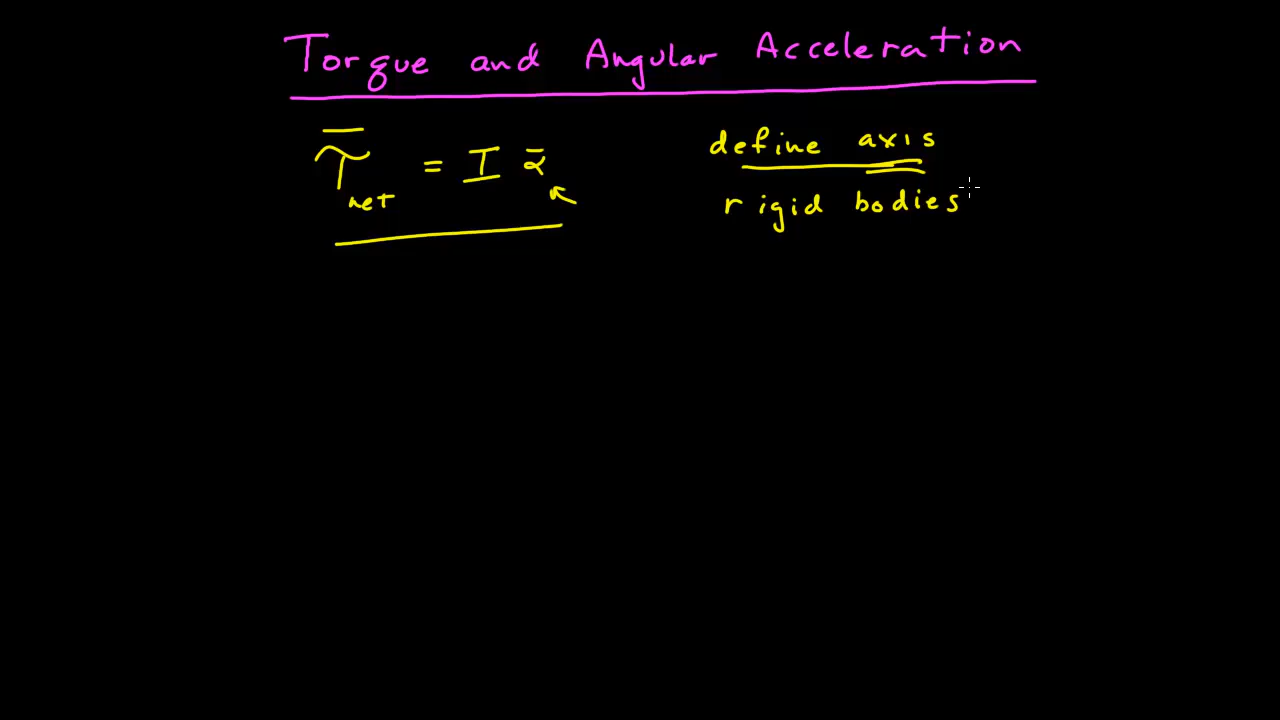 Torque and Angular Acceleration
τ̅net = I α̅
define axis
rigid bodies